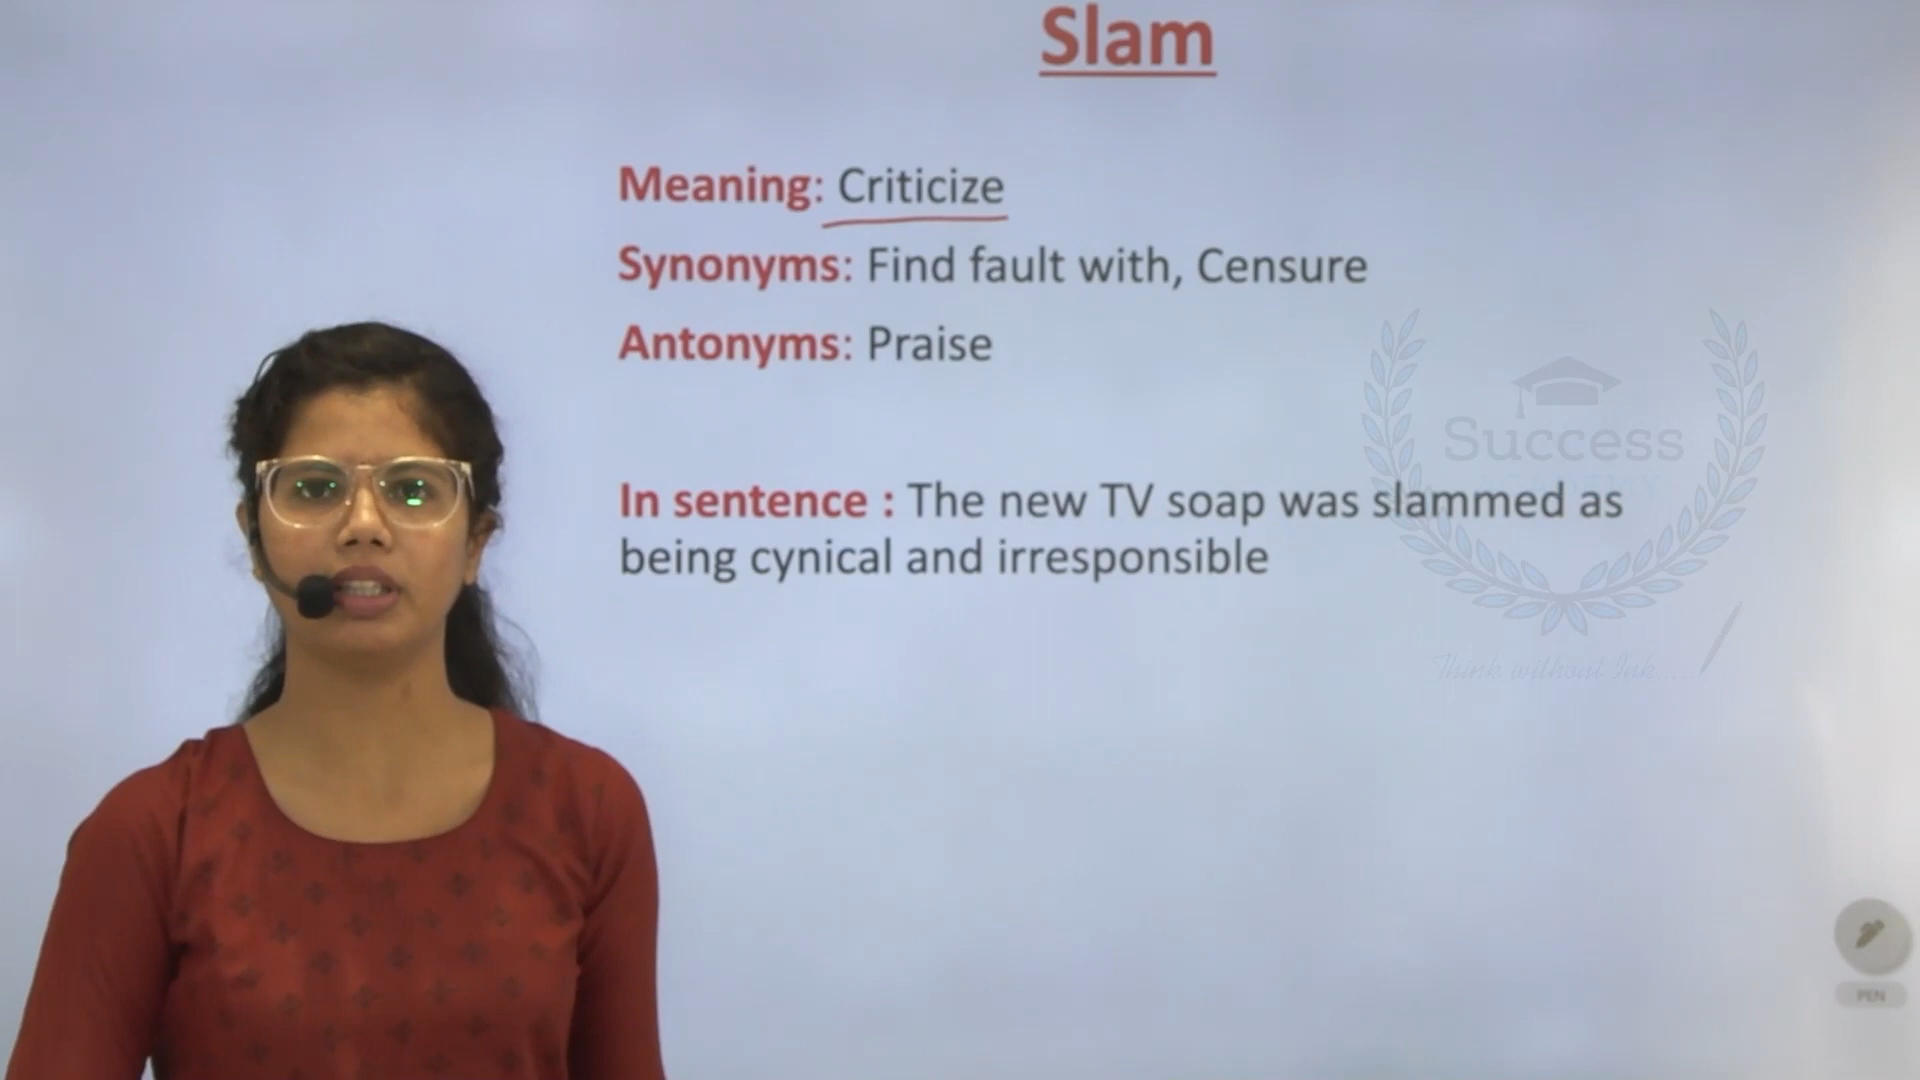 Slam
Meaning: Criticize
Synonyms: Find fault with, Censure
Antonyms: Praise
Success
In sentence : The new TV soap was slammed as
being cynical and irresponsible
Think without Ink.....
PEN